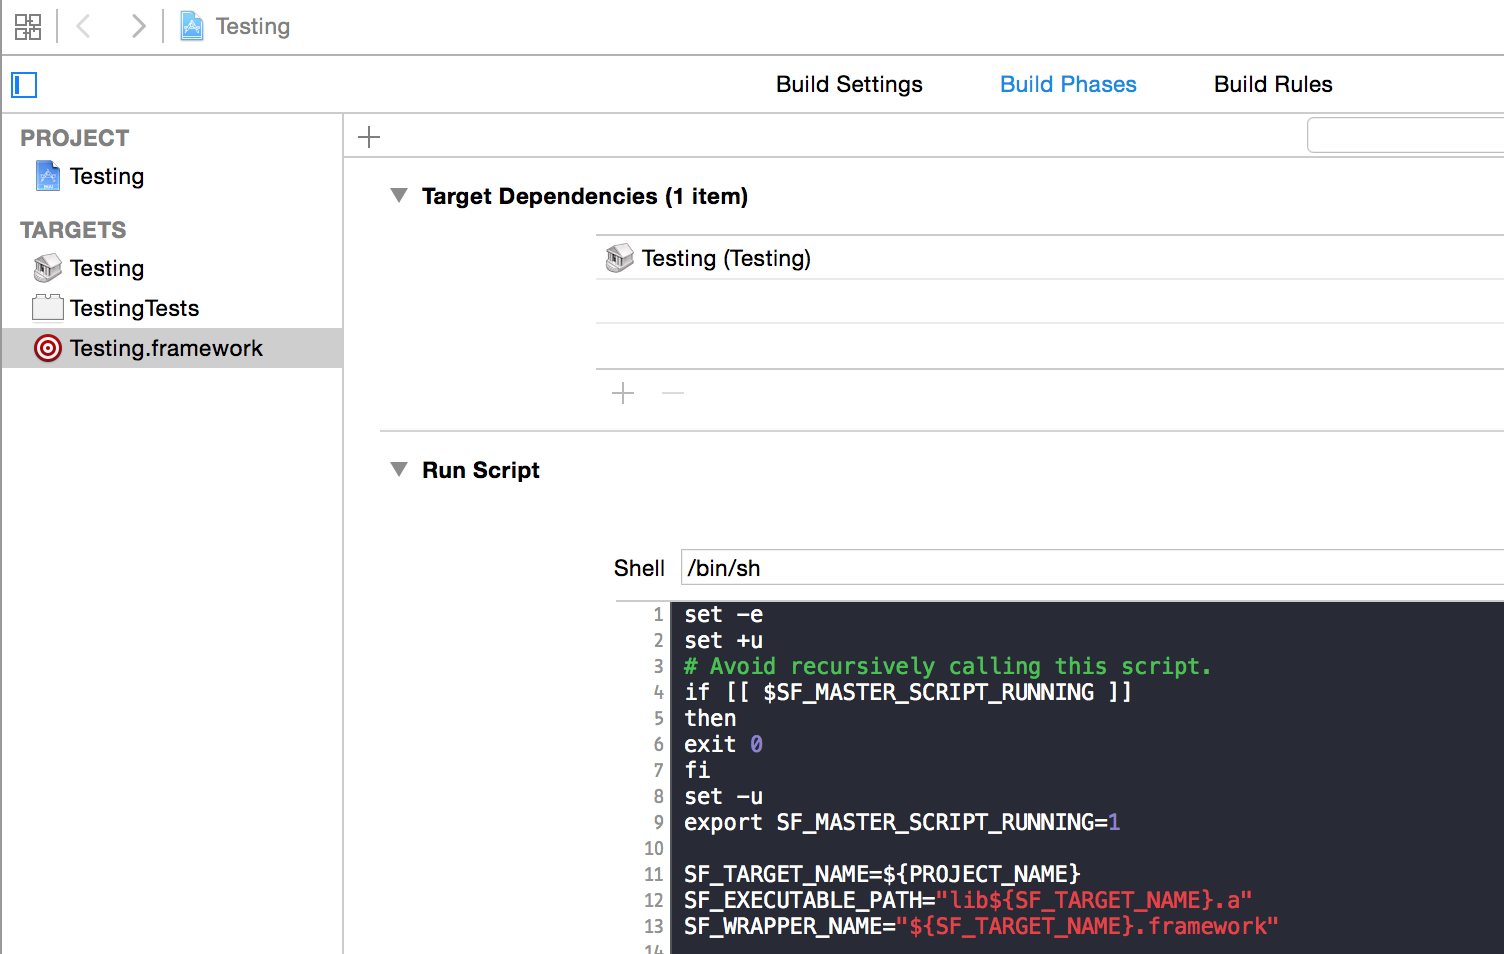 Testing
Build Settings Build Phases Build Rules
PROJECT
Testing
TARGETS
Testing
TestingTests
Testing.framework
Target Dependencies (1 item)
Testing (Testing)
Run Script
Shell /bin/sh
1 set -e
2 set +u
3 # Avoid recursively calling this script.
4 if [[ $SF_MASTER_SCRIPT_RUNNING ]]
5 then
6 exit 0
7 fi
8 set -u
9 export SF_MASTER_SCRIPT_RUNNING=1
10
11 SF_TARGET_NAME=${PROJECT_NAME}
12 SF_EXECUTABLE_PATH="lib${SF_TARGET_NAME}.a"
13 SF_WRAPPER_NAME="${SF_TARGET_NAME}.framework"
14